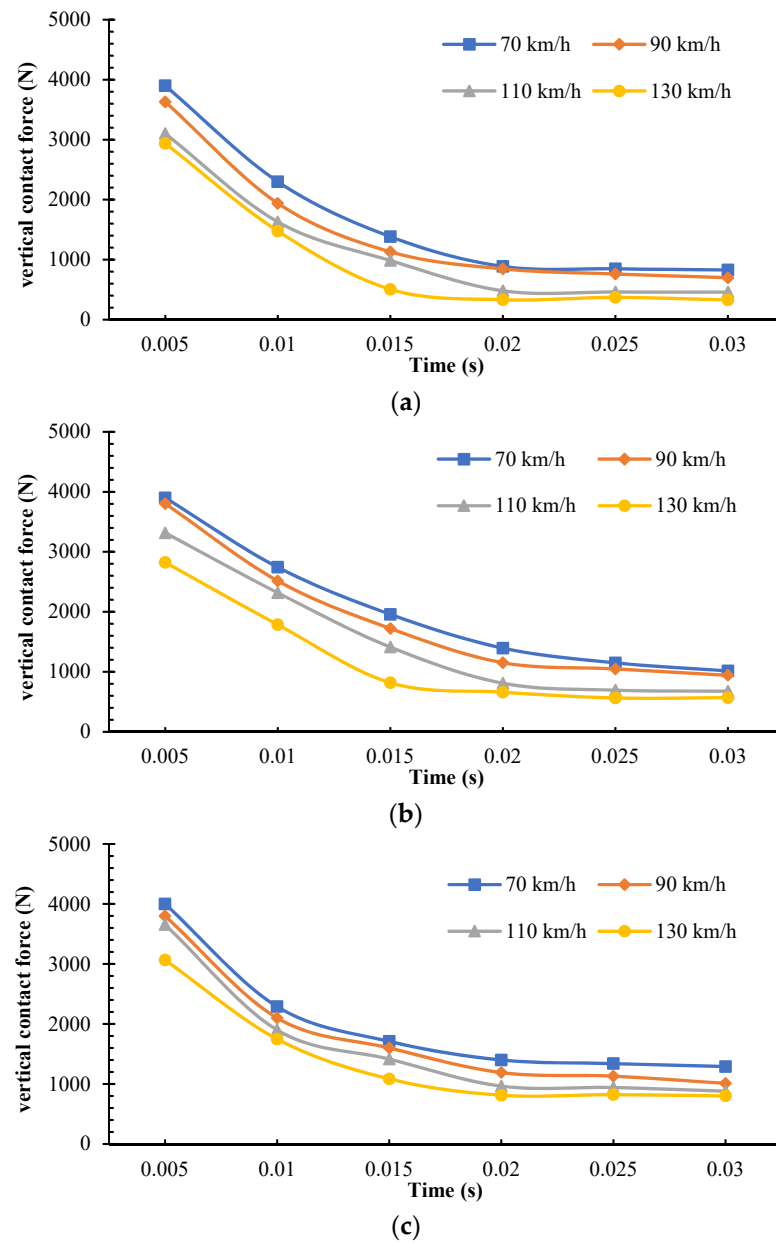 5000
70 km/h 90 km/h
4000
110 km/h 130 km/h
3000
vertical contact force (N)
2000
1000
0
0.005 0.01 0.015 0.02 0.025 0.03
Time (s)
(a)
5000
70 km/h 90 km/h
4000
110 km/h 130 km/h
3000
vertical contact force (N)
2000
1000
0
0.005 0.01 0.015 0.02 0.025 0.03
Time (s)
(b)
5000
70 km/h 90 km/h
4000
110 km/h 130 km/h
3000
vertical contact force (N)
2000
1000
0
0.005 0.01 0.015 0.02 0.025 0.03
Time (s)
(c)